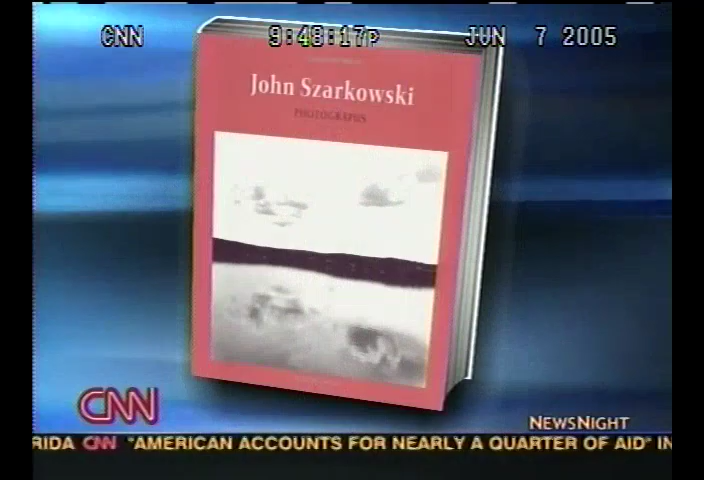 CNN 9:48:17p JUN 7 2005
John Szarkowski
PHOTOGRAPHS
CNN
NEWSNIGHT
RIDA CNN "AMERICAN ACCOUNTS FOR NEARLY A QUARTER OF AID" IN